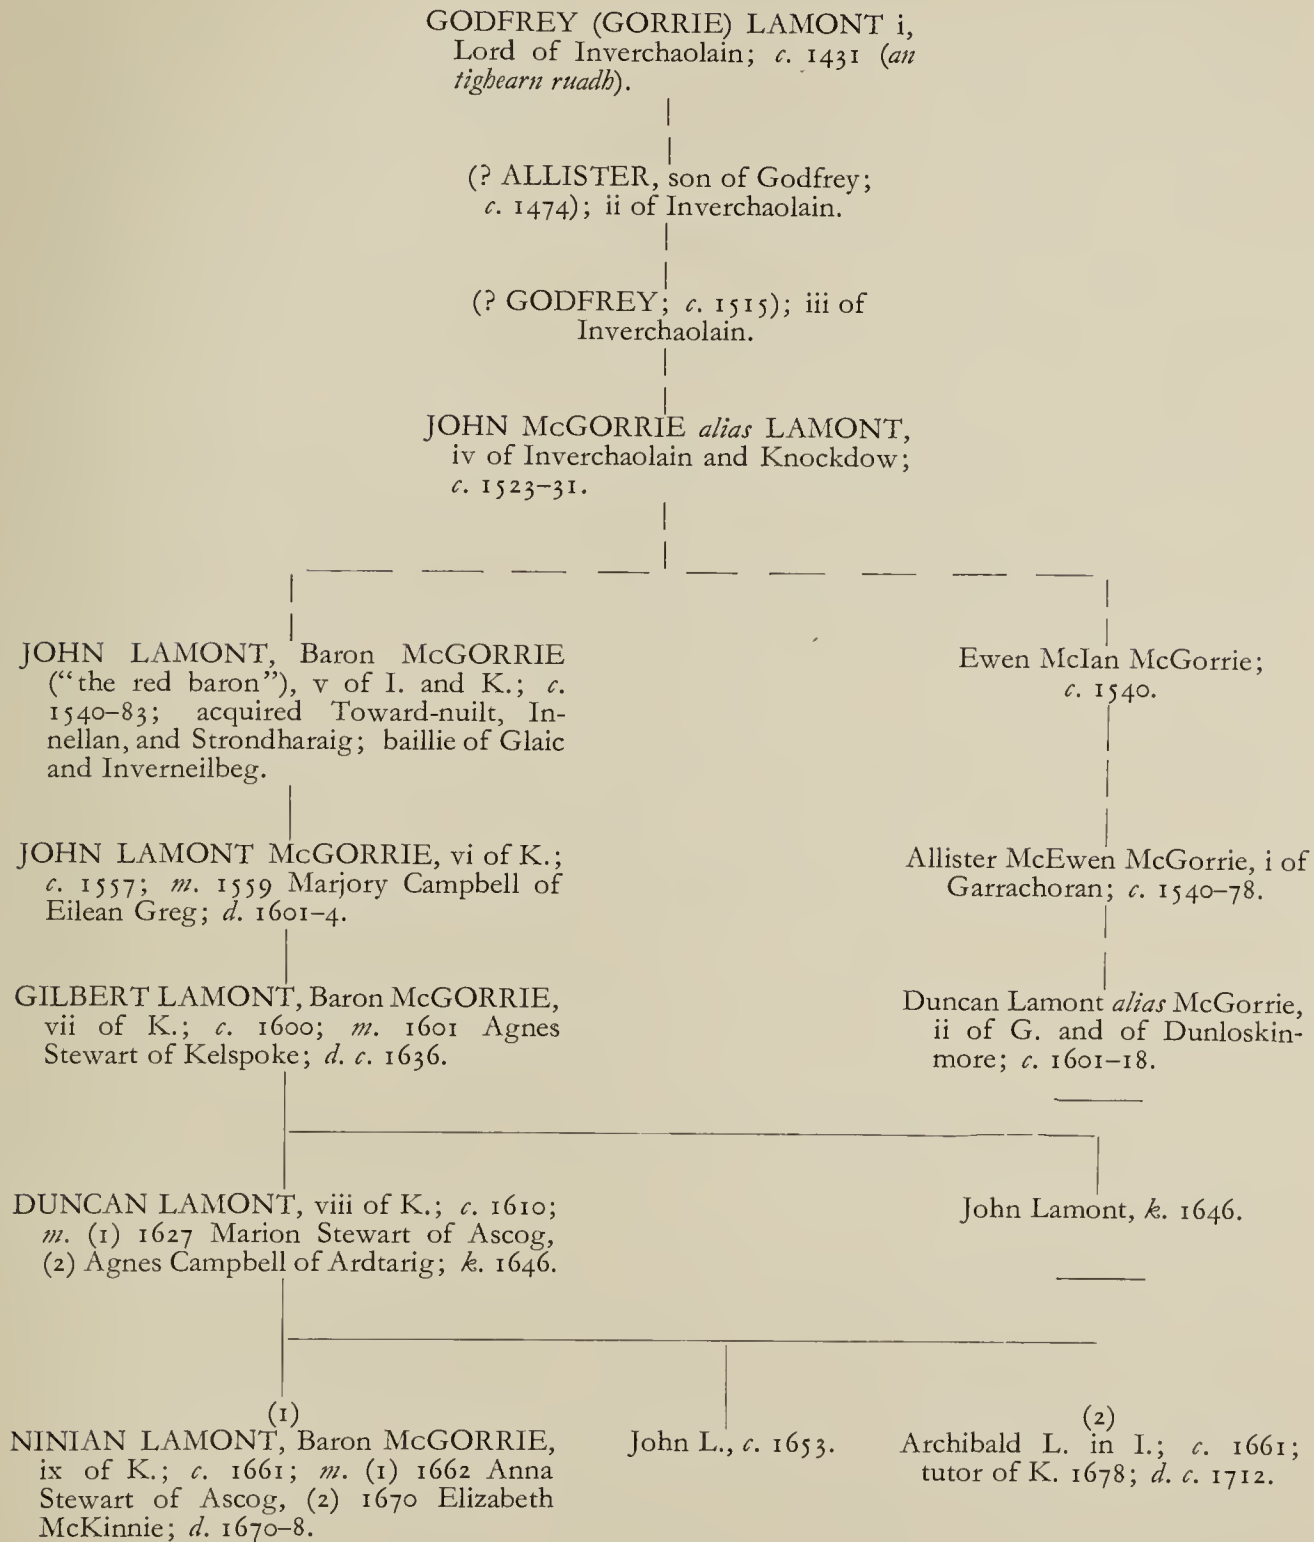 GODFREY (GORRIE) LAMONT i,
Lord of Inverchaolain; c. 1431 (an
tighearn ruadh).
(? ALLISTER, son of Godfrey;
c. 1474); ii of Inverchaolain.
(? GODFREY; c. 1515); iii of
Inverchaolain.
JOHN McGORRIE alias LAMONT,
iv of Inverchaolain and Knockdow;
c. 1523–31.
JOHN LAMONT, Baron McGORRIE
("the red baron"), v of I. and K.; c.
1540–83; acquired Toward-nuilt, In-
nellan, and Strondharaig; baillie of Glaic
and Inverneilbeg.
Ewen McIan McGorrie;
c. 1540.
JOHN LAMONT McGORRIE, vi of K.;
c. 1557; m. 1559 Marjory Campbell of
Eilean Greg; d. 1601–4.
Allister McEwen McGorrie, i of
Garrachoran; c. 1540–78.
GILBERT LAMONT, Baron McGORRIE,
vii of K.; c. 1600; m. 1601 Agnes
Stewart of Kelspoke; d. c. 1636.
Duncan Lamont alias McGorrie,
ii of G. and of Dunloskin-
more; c. 1601–18.
DUNCAN LAMONT, viii of K.; c. 1610;
m. (1) 1627 Marion Stewart of Ascog,
(2) Agnes Campbell of Ardtarig; k. 1646.
John Lamont, k. 1646.
(1)
NINIAN LAMONT, Baron McGORRIE,
ix of K.; c. 1661; m. (1) 1662 Anna
Stewart of Ascog, (2) 1670 Elizabeth
McKinnie; d. 1670–8.
John L., c. 1653.
(2)
Archibald L. in I.; c. 1661;
tutor of K. 1678; d. c. 1712.